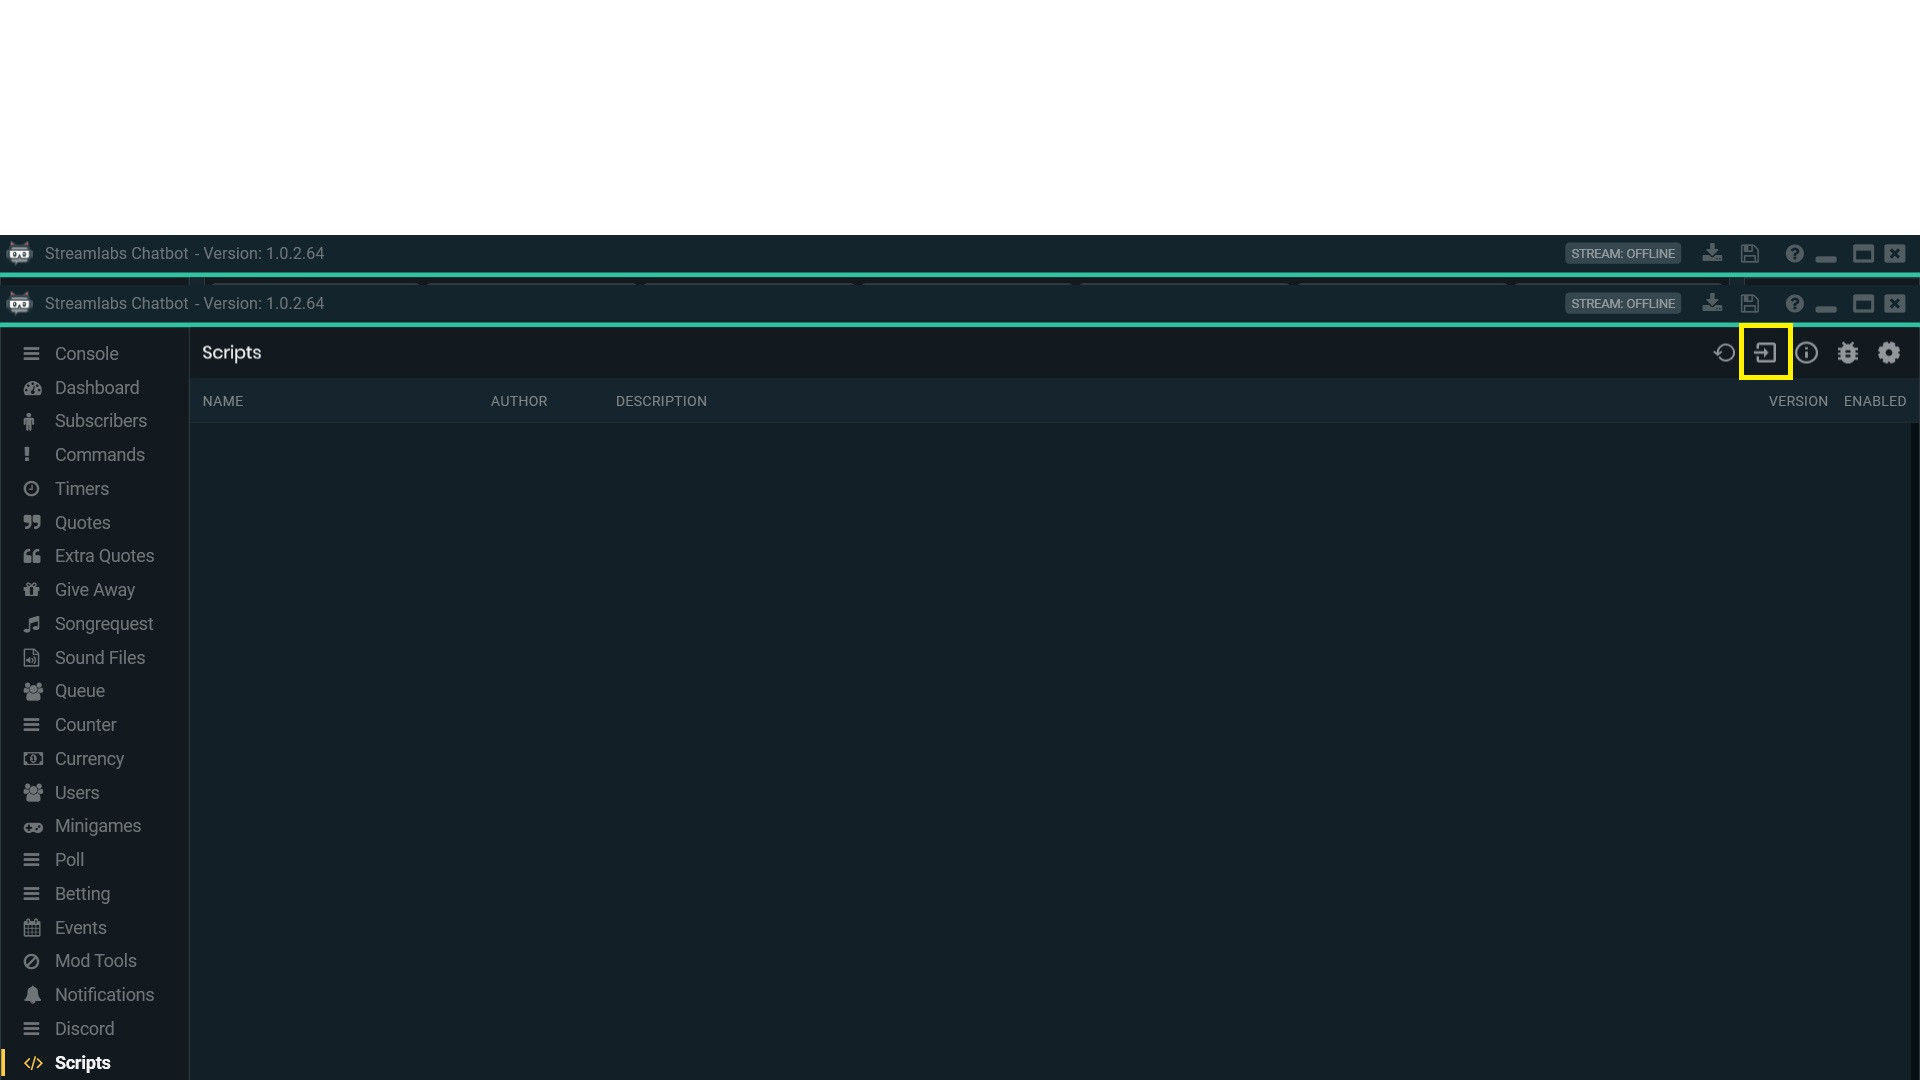 Streamlabs Chatbot - Version: 1.0.2.64
STREAM: OFFLINE
Streamlabs Chatbot - Version: 1.0.2.64
STREAM: OFFLINE
Console
Dashboard
Subscribers
Commands
Timers
Quotes
Extra Quotes
Give Away
Songrequest
Sound Files
Queue
Counter
Currency
Users
Minigames
Poll
Betting
Events
Mod Tools
Notifications
Discord
Scripts
Scripts
NAME AUTHOR DESCRIPTION VERSION ENABLED